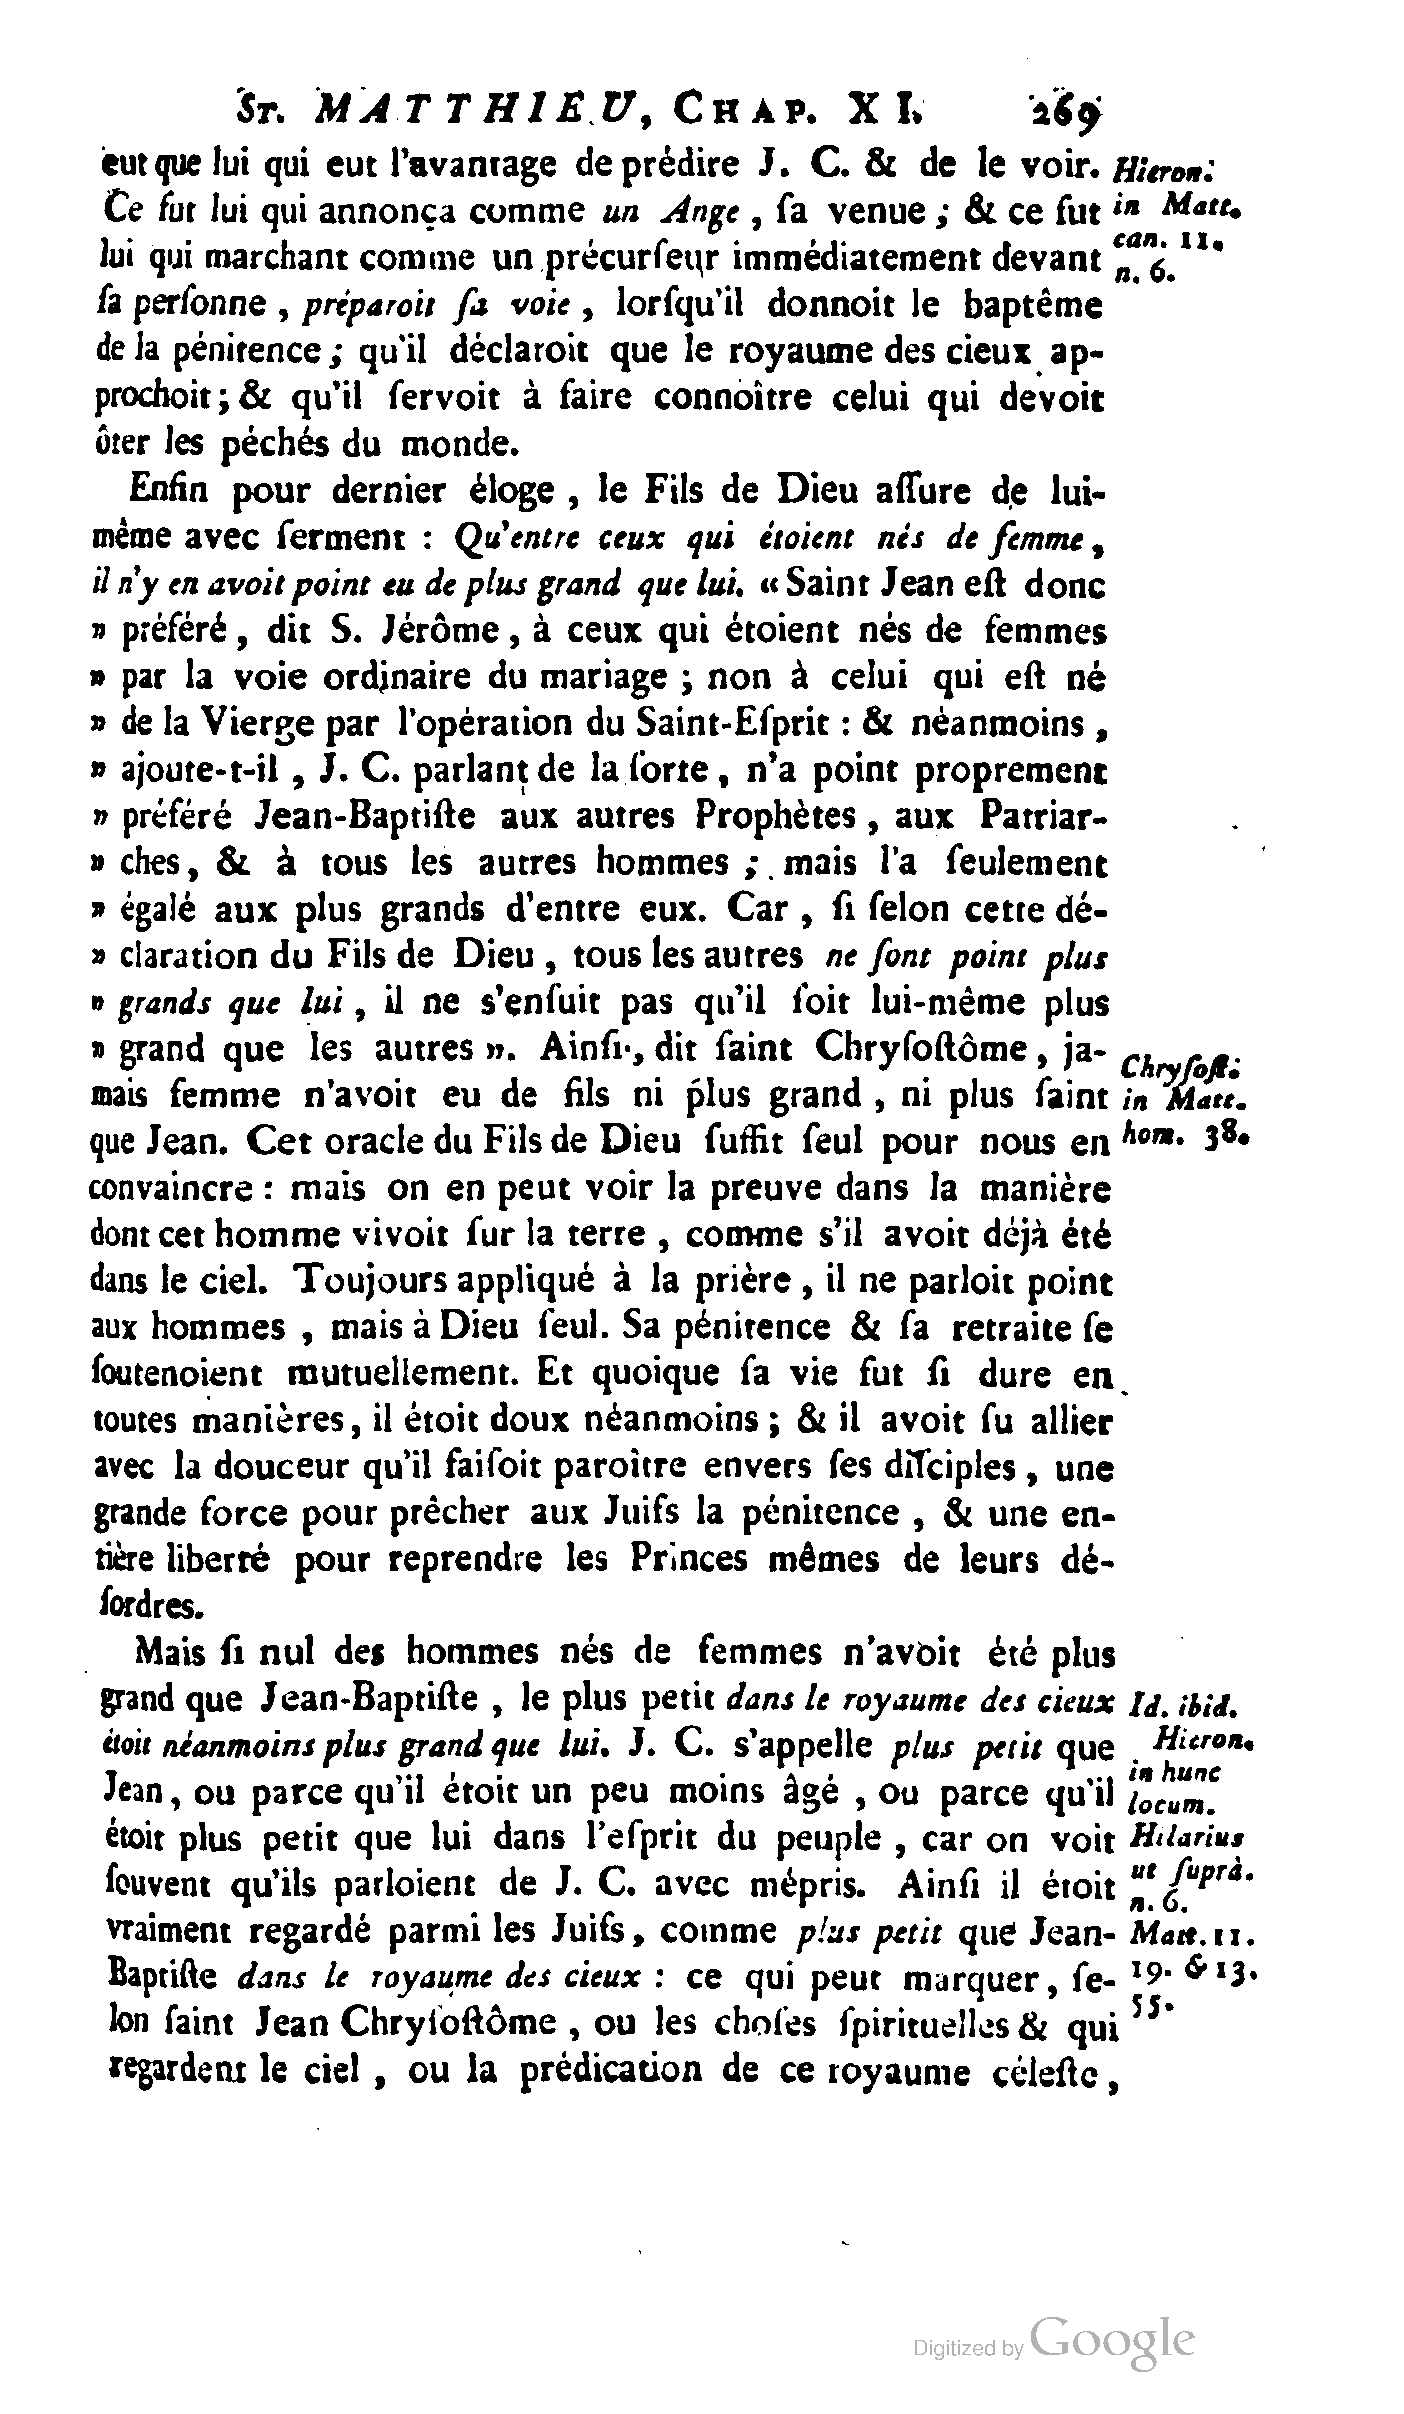 St. MATTHIEU, CHAP. XI. 269
eut que lui qui eut l'avantage de prédire J. C. & de le voir.
Ce fut lui qui annonça comme un Ange, ſa venue ; & ce fut
lui qui marchant comme un précurſeur immédiatement devant
ſa perſonne, préparoit ſa voie, lorſqu'il donnoit le baptême
de la pénitence ; qu'il déclaroit que le royaume des cieux ap-
prochoit ; & qu'il ſervoit à faire connoître celui qui devoit
ôter les péchés du monde.
Enfin pour dernier éloge, le Fils de Dieu aſſure de lui-
même avec ſerment : Qu'entre ceux qui étoient nés de femme,
il n'y en avoit point eu de plus grand que lui. « Saint Jean eſt donc
» préféré, dit S. Jérôme, à ceux qui étoient nés de femmes
» par la voie ordinaire du mariage ; non à celui qui eſt né
» de la Vierge par l'opération du Saint-Eſprit : & néanmoins,
» ajoute-t-il, J. C. parlant de la ſorte, n'a point proprement
» préféré Jean-Baptiſte aux autres Prophètes, aux Patriar-
» ches, & à tous les autres hommes ; mais l'a ſeulement
» égalé aux plus grands d'entre eux. Car, ſi ſelon cette dé-
» claration du Fils de Dieu, tous les autres ne ſont point plus
» grands que lui, il ne s'enſuit pas qu'il ſoit lui-même plus
» grand que les autres ». Ainſi, dit ſaint Chryſoſtôme, ja-
mais femme n'avoit eu de fils ni plus grand, ni plus ſaint
que Jean. Cet oracle du Fils de Dieu ſuffit ſeul pour nous en
convaincre : mais on en peut voir la preuve dans la manière
dont cet homme vivoit ſur la terre, comme s'il avoit déjà été
dans le ciel. Toujours appliqué à la prière, il ne parloit point
aux hommes, mais à Dieu ſeul. Sa pénitence & ſa retraite ſe
ſoutenoient mutuellement. Et quoique ſa vie fut ſi dure en
toutes manières, il étoit doux néanmoins ; & il avoit ſu allier
avec la douceur qu'il faiſoit paroître envers ſes diſciples, une
grande force pour prêcher aux Juifs la pénitence, & une en-
tière liberté pour reprendre les Princes mêmes de leurs dé-
ſordres.
Mais ſi nul des hommes nés de femmes n'avoit été plus
grand que Jean-Baptiſte, le plus petit dans le royaume des cieux
étoit néanmoins plus grand que lui. J. C. s'appelle plus petit que
Jean, ou parce qu'il étoit un peu moins âgé, ou parce qu'il
étoit plus petit que lui dans l'eſprit du peuple, car on voit
ſouvent qu'ils parloient de J. C. avec mépris. Ainſi il étoit
vraiment regardé parmi les Juifs, comme plus petit que Jean-
Baptiſte dans le royaume des cieux : ce qui peut marquer, ſe-
lon ſaint Jean Chryſoſtôme, ou les choſes ſpirituelles & qui
regardent le ciel, ou la prédication de ce royaume céleſte,
Hieron.
in Matt.
can. 11.
n. 6.
Chryſoſt.
in Matt.
hom. 38.
Id. ibid.
Hieron.
in hunc
locum.
Hilarius
ut ſuprà.
n. 6.
Matt. 11.
19. & 13.
55.
Digitized by Google